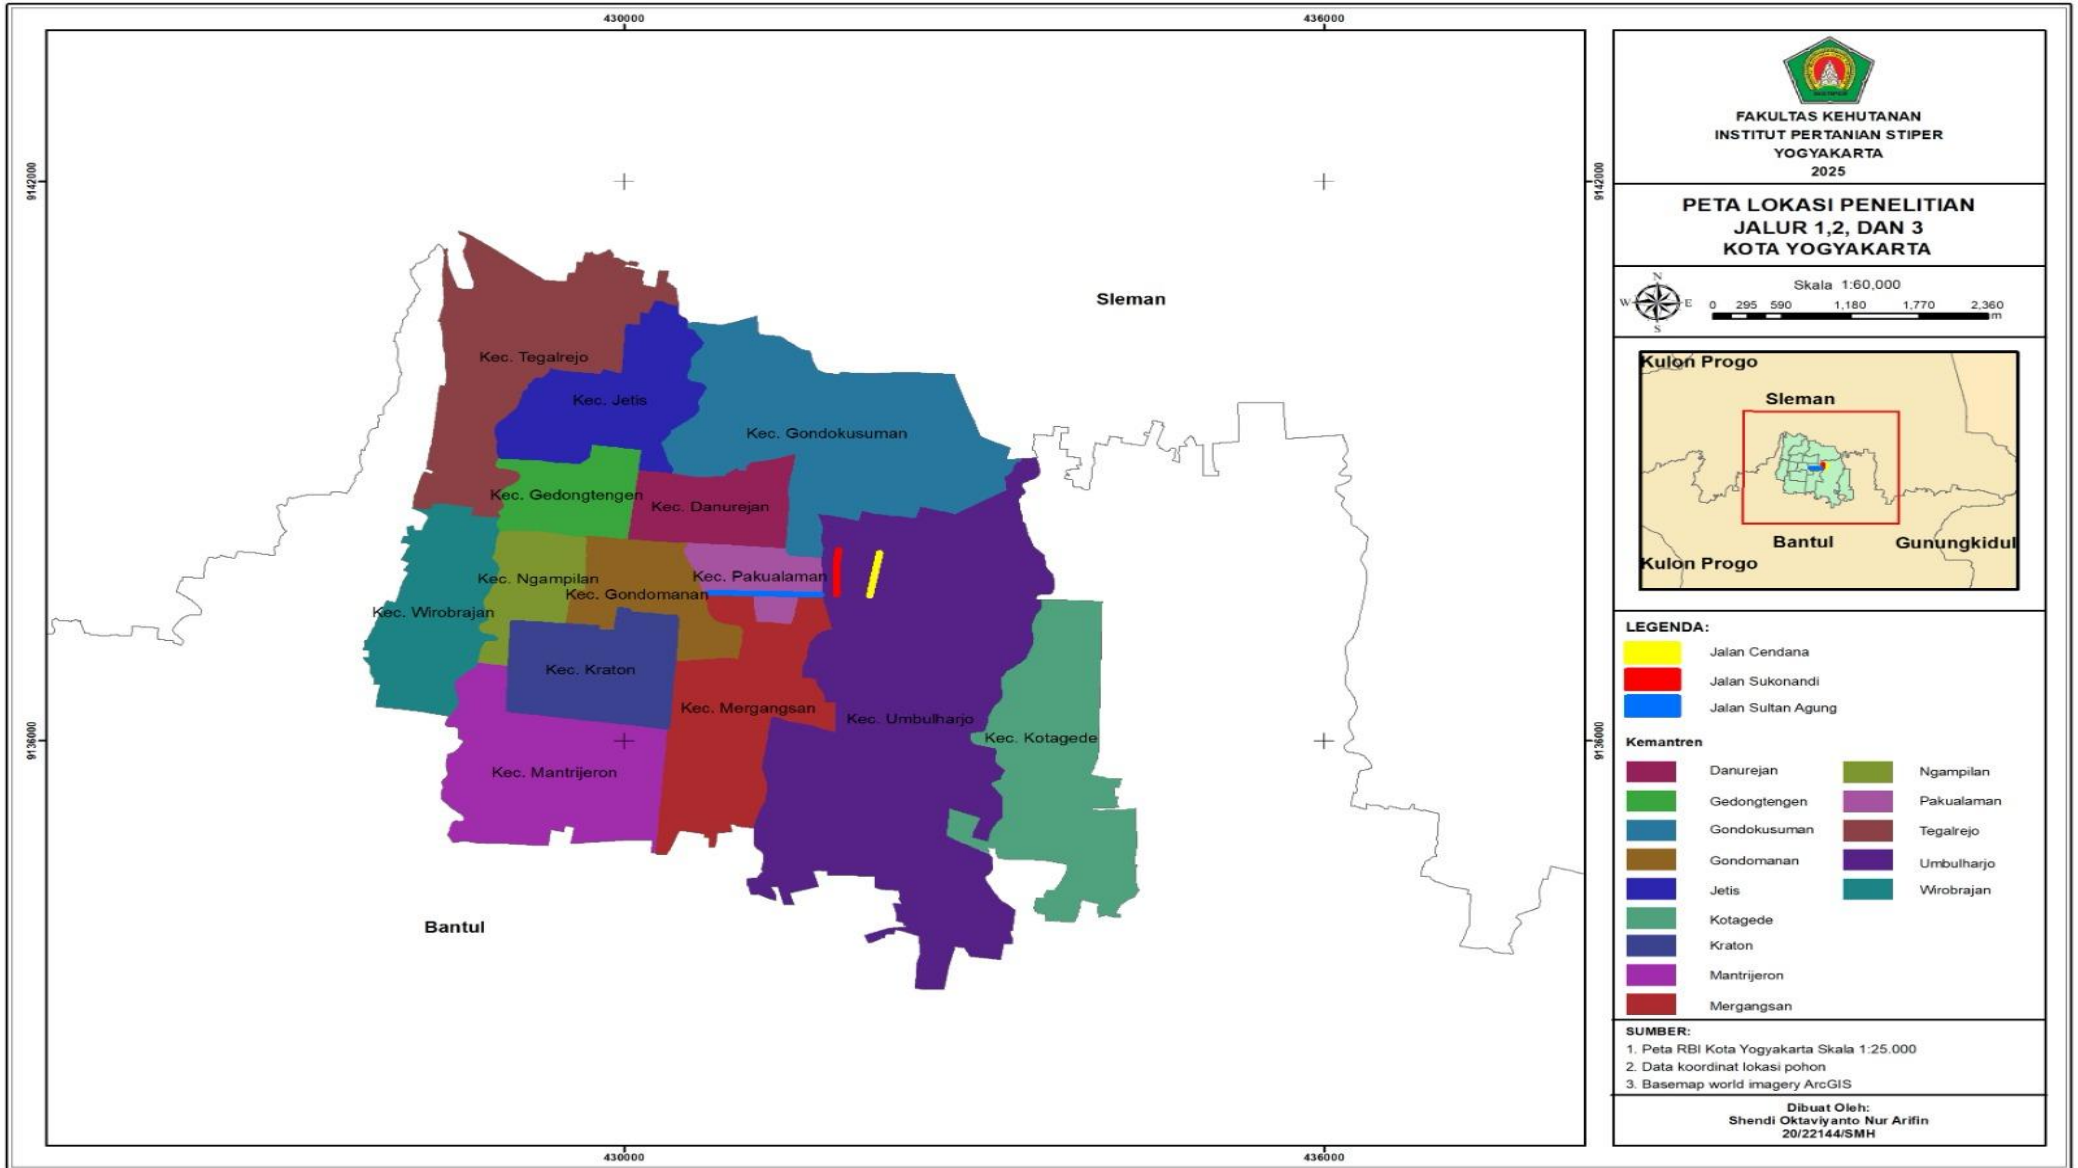 430000
436000
9142000
9142000
Sleman
Kec. Tegalrejo
Kec. Jetis
Kec. Gondokusuman
Kec. Gedongtengen
Kec. Danurejan
Kec. Pakualaman
Kec. Ngampilan
Kec. Gondomanan
Kec. Wirobrajan
Kec. Kraton
Kec. Mergangsan
Kec. Umbulharjo
Kec. Kotagede
Kec. Mantrijeron
9136000
9136000
Bantul
430000
436000
FAKULTAS KEHUTANAN
INSTITUT PERTANIAN STIPER
YOGYAKARTA
2025
PETA LOKASI PENELITIAN
JALUR 1,2, DAN 3
KOTA YOGYAKARTA
N
W
E
S
Skala 1:60,000
0 295 590 1,180 1,770 2,360
m
Kulon Progo
Sleman
Bantul
Gunungkidul
Kulon Progo
LEGENDA:
Jalan Cendana
Jalan Sukonandi
Jalan Sultan Agung
Kemantren
Danurejan
Gedongtengen
Gondokusuman
Gondomanan
Jetis
Kotagede
Kraton
Mantrijeron
Mergangsan
Ngampilan
Pakualaman
Tegalrejo
Umbulharjo
Wirobrajan
SUMBER:
1. Peta RBI Kota Yogyakarta Skala 1:25.000
2. Data koordinat lokasi pohon
3. Basemap world imagery ArcGIS
Dibuat Oleh:
Shendi Oktaviyanto Nur Arifin
20/22144/SMH